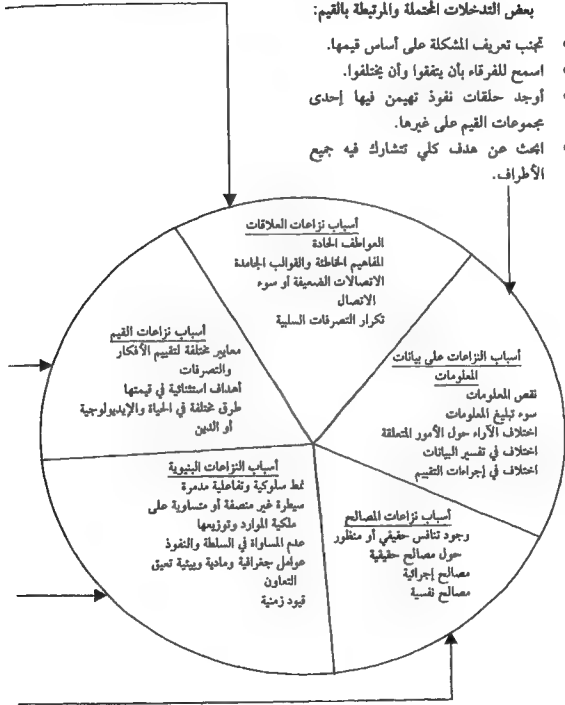 بعض التدخلات المحتملة والمرتبطة بالقيم:
• تجنب تعريف المشكلة على أساس قيمها.
• اسمح للفرقاء بأن يتفقوا وأن يختلفوا.
• أوجد حلقات نفوذ تهيمن فيها إحدى
مجموعات القيم على غيرها.
• ابحث عن هدف كلي تتشارك فيه جميع
الأطراف.
أسباب نزاعات العلاقات
العواطف الحادة
المفاهيم الخاطئة والقوالب الجامدة
الاتصالات الضعيفة أو سوء
الاتصال
تكرار التصرفات السلبية
أسباب النزاعات على بيانات
المعلومات
نقص المعلومات
سوء تبليغ المعلومات
اختلاف الآراء حول الأمور المتعلقة
اختلاف في تفسير البيانات
اختلاف في إجراءات التقييم
أسباب نزاعات القيم
معايير مختلفة لتقييم الأفكار
والتصرفات
أهداف استثنائية في قيمتها
طرق مختلفة في الحياة والإيديولوجية
أو الدين
أسباب النزاعات البنيوية
نمط سلوكية وتفاعلية مدمرة
سيطرة غير منصفة أو متساوية على
ملكية الموارد وتوزيعها
عدم المساواة في السلطة والنفوذ
عوامل جغرافية ومادية وبيئية تعيق
التعاون
قيود زمنية
أسباب نزاعات المصالح
وجود تنافس حقيقي أو منظور
حول مصالح حقيقية
مصالح إجرائية
مصالح نفسية